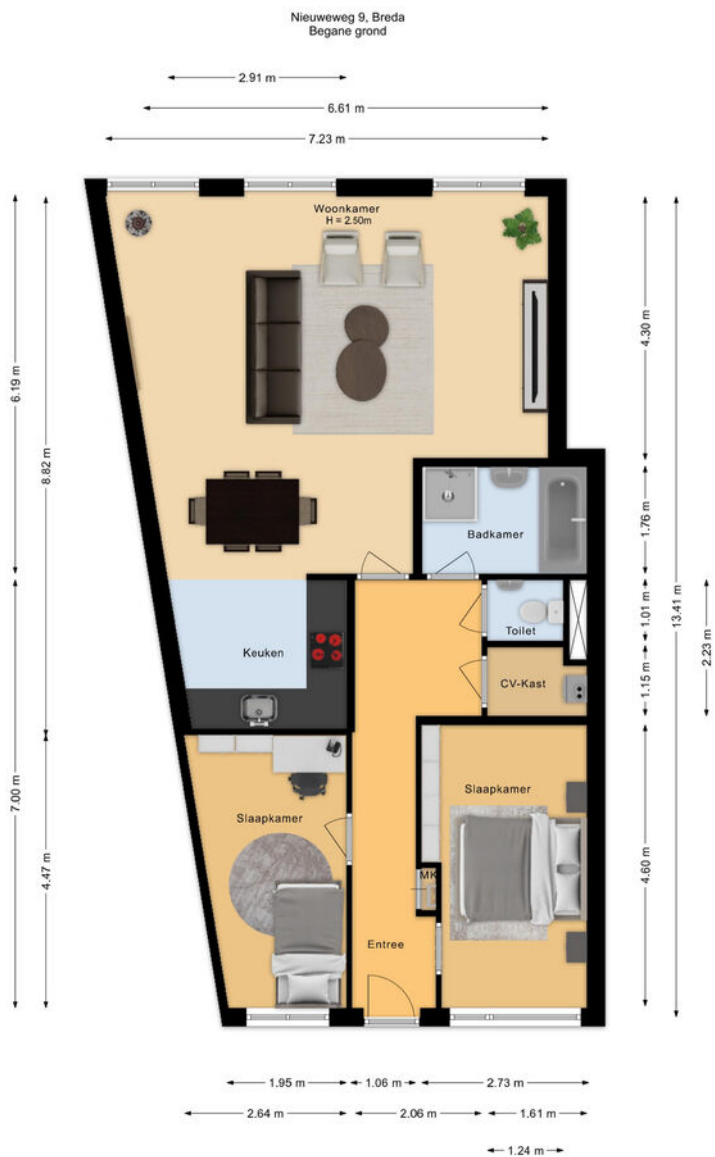 Nieuweweg 9, Breda
Begane grond
2.91 m
6.61 m
7.23 m
Woonkamer
H = 2.50m
4.30 m
6.19 m
8.82 m
1.76 m
Badkamer
1.01 m
13.41 m
2.23 m
Toilet
Keuken
1.15 m
CV-Kast
7.00 m
Slaapkamer
Slaapkamer
4.47 m
4.60 m
MK
Entree
1.95 m
1.06 m
2.73 m
2.64 m
2.06 m
1.61 m
1.24 m